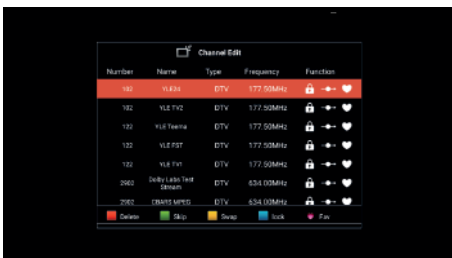 Channel Edit
Number Name Type Frequency Function
102 YLE24 DTV 177.50MHz
102 YLE TV2 DTV 177.50MHz
122 YLE Teema DTV 177.50MHz
122 YLE FST DTV 177.50MHz
122 YLE TV1 DTV 177.50MHz
2902 Dolby Labs Test DTV 634.00MHz
Stream
2902 CBARS MPEG DTV 634.00MHz
Delete Skip Swap lock Fav